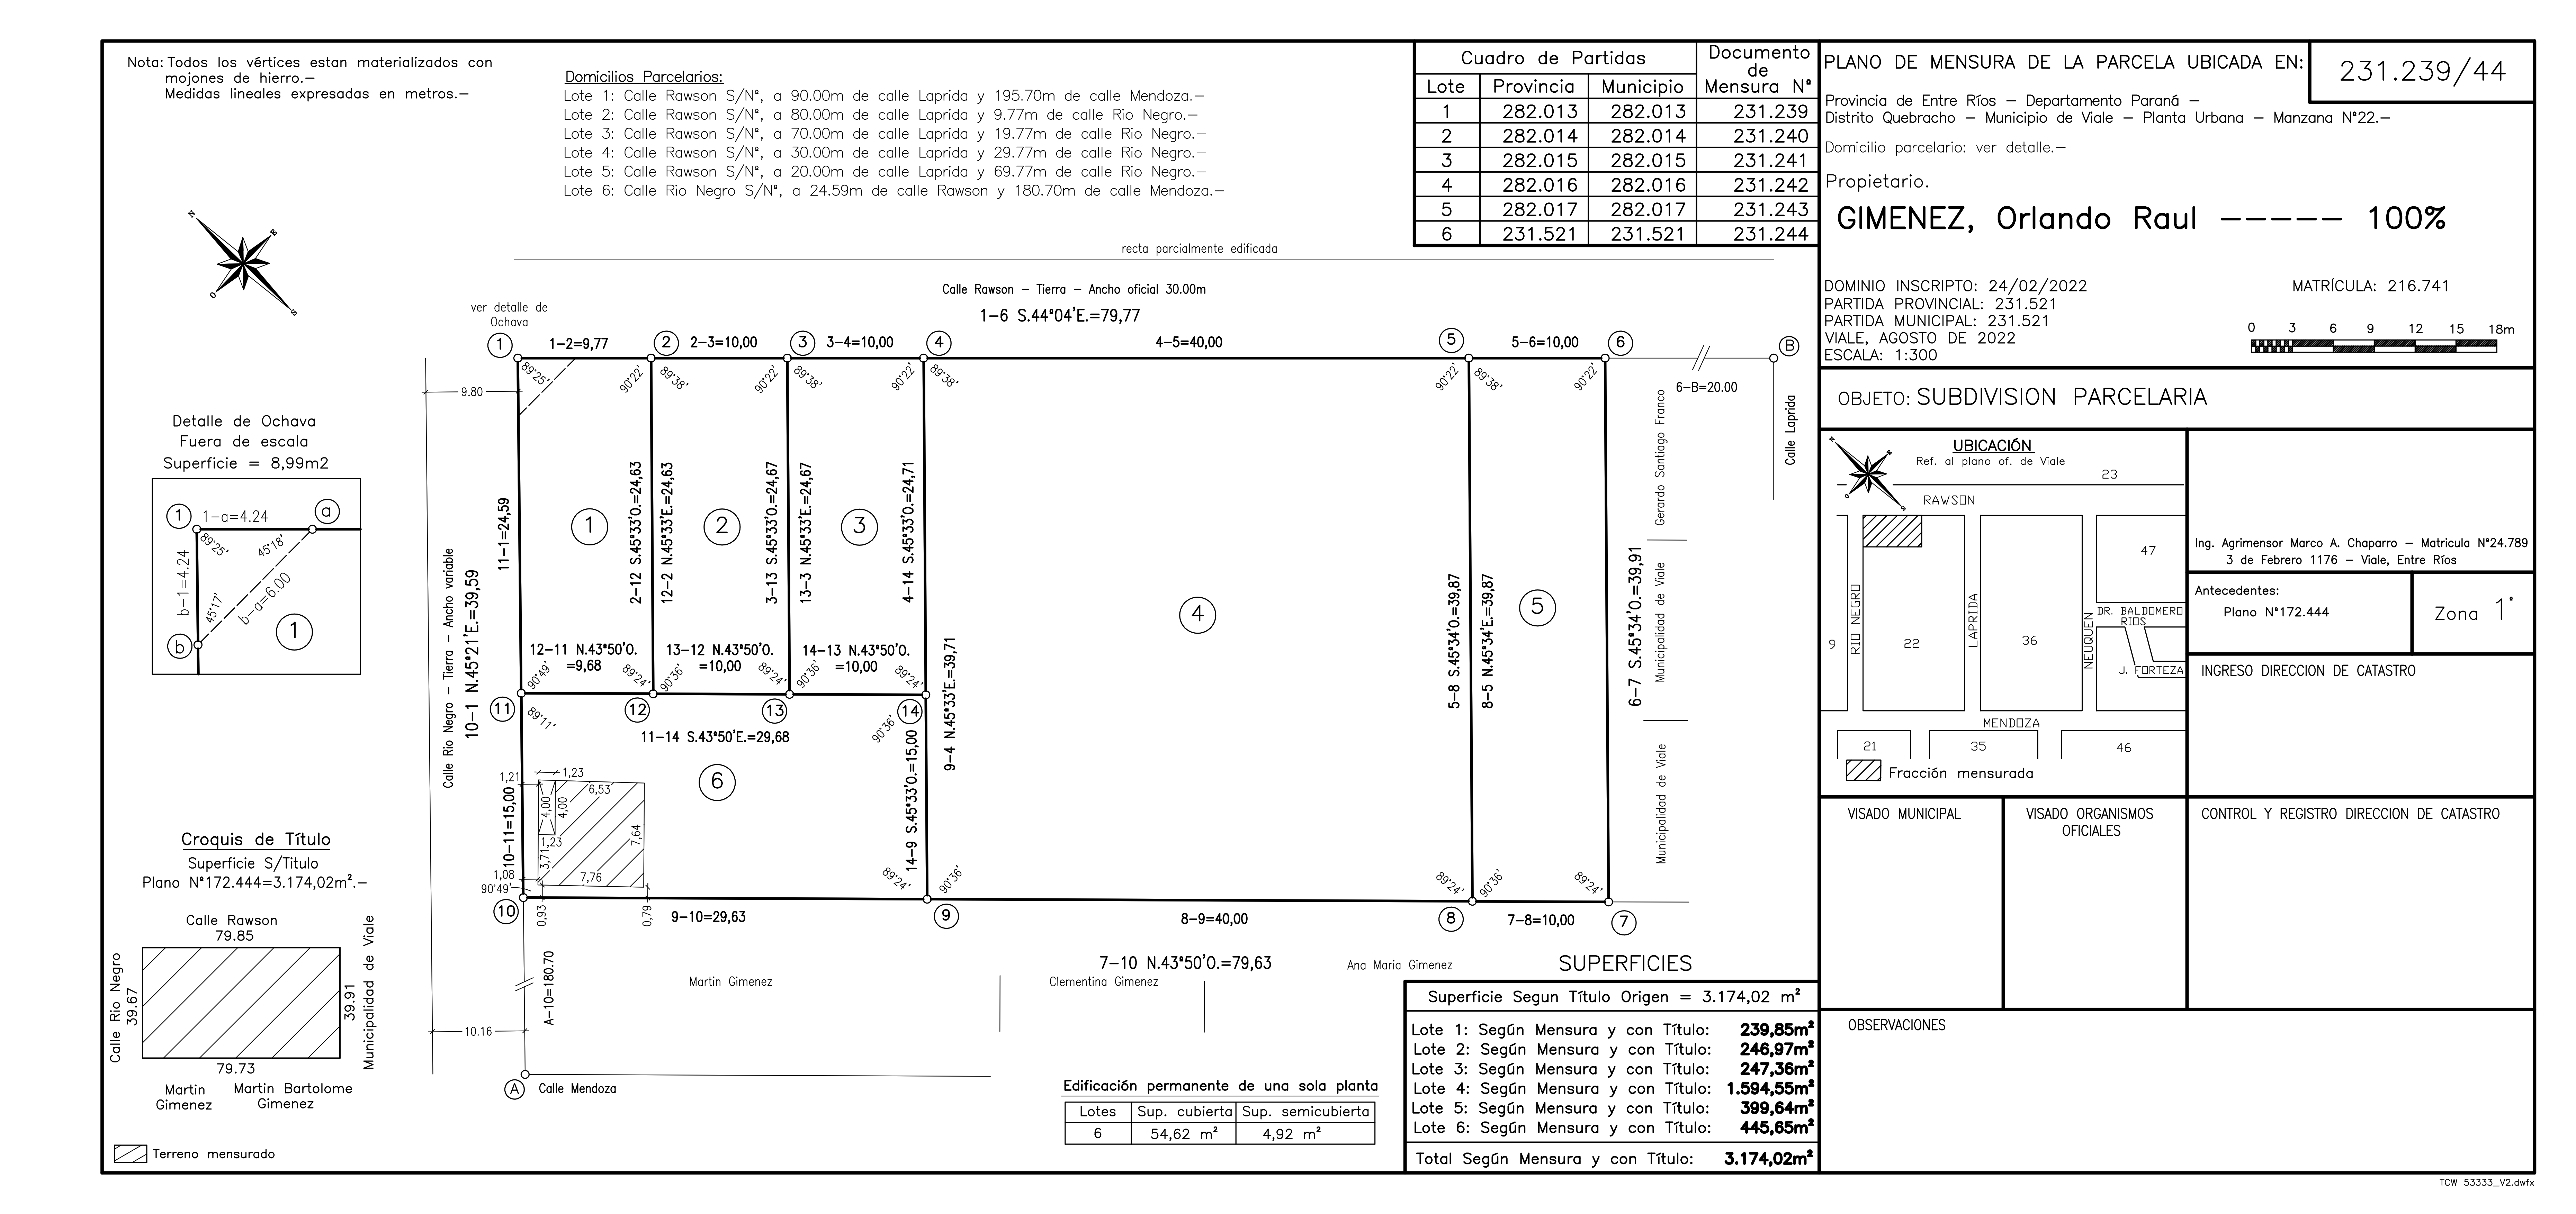 Nota: Todos los vértices estan materializados con
mojones de hierro.—
Medidas lineales expresadas en metros.—
Domicilios Parcelarios:
Lote 1: Calle Rawson S/Nº, a 90.00m de calle Laprida y 195.70m de calle Mendoza.—
Lote 2: Calle Rawson S/Nº, a 80.00m de calle Laprida y 9.77m de calle Rio Negro.—
Lote 3: Calle Rawson S/Nº, a 70.00m de calle Laprida y 19.77m de calle Rio Negro.—
Lote 4: Calle Rawson S/Nº, a 30.00m de calle Laprida y 29.77m de calle Rio Negro.—
Lote 5: Calle Rawson S/Nº, a 20.00m de calle Laprida y 69.77m de calle Rio Negro.—
Lote 6: Calle Rio Negro S/Nº, a 24.59m de calle Rawson y 180.70m de calle Mendoza.—
Cuadro de Partidas
Documento de Mensura Nº
Lote Provincia Municipio
1 282.013 282.013 231.239
2 282.014 282.014 231.240
3 282.015 282.015 231.241
4 282.016 282.016 231.242
5 282.017 282.017 231.243
6 231.521 231.521 231.244
PLANO DE MENSURA DE LA PARCELA UBICADA EN:
231.239/44
Provincia de Entre Ríos — Departamento Paraná —
Distrito Quebracho — Municipio de Viale — Planta Urbana — Manzana N°22.—
Domicilio parcelario: ver detalle.—
Propietario.
GIMENEZ, Orlando Raul ----- 100%
DOMINIO INSCRIPTO: 24/02/2022
MATRÍCULA: 216.741
PARTIDA PROVINCIAL: 231.521
PARTIDA MUNICIPAL: 231.521
VIALE, AGOSTO DE 2022
ESCALA: 1:300
0 3 6 9 12 15 18m
OBJETO: SUBDIVISION PARCELARIA
N
E
O
S
recta parcialmente edificada
Calle Rawson — Tierra — Ancho oficial 30.00m
1-6 S.44°04'E.=79,77
ver detalle de
Ochava
1
1-2=9,77
2
2-3=10,00
3
3-4=10,00
4
4-5=40,00
5
5-6=10,00
6
B
89°25'
90°22'
89°38'
90°22'
89°38'
90°22'
89°38'
90°22'
89°38'
90°22'
6-B=20.00
9.80
Calle Laprida
Gerardo Santiago Franco
Municipalidad de Viale
Municipalidad de Viale
Calle Rio Negro — Tierra — Ancho variable
10-1 N.45°21'E.=39,59
11-1=24,59
2-12 S.45°33'O.=24,63
12-2 N.45°33'E.=24,63
3-13 S.45°33'O.=24,67
13-3 N.45°33'E.=24,67
4-14 S.45°33'O.=24,71
9-4 N.45°33'E.=39,71
5-8 S.45°34'O.=39,87
8-5 N.45°34'E.=39,87
6-7 S.45°34'O.=39,91
1
2
3
4
5
12-11 N.43°50'O.
=9,68
13-12 N.43°50'O.
=10,00
14-13 N.43°50'O.
=10,00
90°49'
89°24'
90°36'
89°24'
90°36'
89°24'
11
12
13
14
89°11'
90°36'
11-14 S.43°50'E.=29,68
6
10-11=15,00
14-9 S.45°33'O.=15,00
1,21
1,23
6,53
4,00
4,00
1,23
3,71
7,64
7,76
1,08
90°49'
0,93
0,79
89°24'
90°36'
89°24'
90°36'
89°24'
10
9-10=29,63
9
8-9=40,00
8
7-8=10,00
7
7-10 N.43°50'O.=79,63
Martin Gimenez
Clementina Gimenez
Ana Maria Gimenez
A-10=180.70
10.16
A
Calle Mendoza
Detalle de Ochava
Fuera de escala
Superficie = 8,99m2
1
1-a=4.24
a
89°25'
45°18'
b-1=4.24
45°17'
b-a=6.00
b
1
Croquis de Título
Superficie S/Titulo
Plano Nº172.444=3.174,02m².—
Calle Rawson
79.85
Calle Rio Negro
39.67
39.91
Municipalidad de Viale
79.73
Martin
Gimenez
Martin Bartolome
Gimenez
Terreno mensurado
Edificación permanente de una sola planta
Lotes Sup. cubierta Sup. semicubierta
6 54,62 m² 4,92 m²
SUPERFICIES
Superficie Segun Título Origen = 3.174,02 m²
Lote 1: Según Mensura y con Título: 239,85m²
Lote 2: Según Mensura y con Título: 246,97m²
Lote 3: Según Mensura y con Título: 247,36m²
Lote 4: Según Mensura y con Título: 1.594,55m²
Lote 5: Según Mensura y con Título: 399,64m²
Lote 6: Según Mensura y con Título: 445,65m²
Total Según Mensura y con Título: 3.174,02m²
N
E
O
S
UBICACIÓN
Ref. al plano of. de Viale
23
RAWSON
47
9
RIO NEGRO
22
LAPRIDA
36
NEUQUEN
DR. BALDOMERO
RIOS
J. FORTEZA
MENDOZA
21
35
46
Fracción mensurada
Ing. Agrimensor Marco A. Chaparro — Matricula N°24.789
3 de Febrero 1176 — Viale, Entre Ríos
Antecedentes:
Plano N°172.444
Zona 1ª
INGRESO DIRECCION DE CATASTRO
VISADO MUNICIPAL
VISADO ORGANISMOS
OFICIALES
CONTROL Y REGISTRO DIRECCION DE CATASTRO
OBSERVACIONES
TCW 53333_V2.dwfx